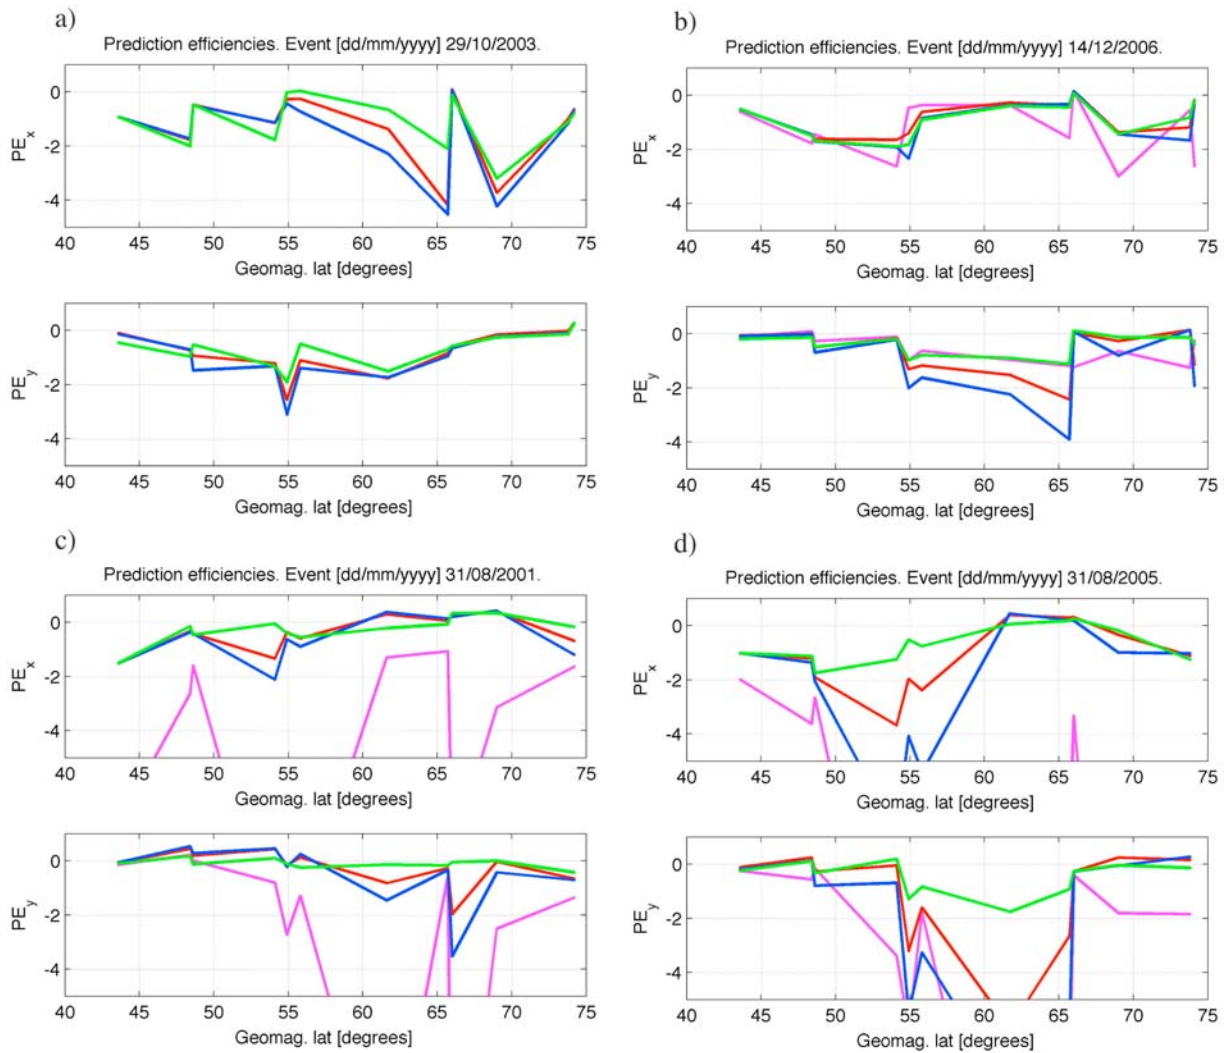 a)
Prediction efficiencies. Event [dd/mm/yyyy] 29/10/2003.
PEx
0
-2
-4
40 45 50 55 60 65 70 75
Geomag. lat [degrees]
PEy
0
-2
-4
40 45 50 55 60 65 70 75
Geomag. lat [degrees]
b)
Prediction efficiencies. Event [dd/mm/yyyy] 14/12/2006.
PEx
0
-2
-4
40 45 50 55 60 65 70 75
Geomag. lat [degrees]
PEy
0
-2
-4
40 45 50 55 60 65 70 75
Geomag. lat [degrees]
c)
Prediction efficiencies. Event [dd/mm/yyyy] 31/08/2001.
PEx
0
-2
-4
40 45 50 55 60 65 70 75
Geomag. lat [degrees]
PEy
0
-2
-4
40 45 50 55 60 65 70 75
Geomag. lat [degrees]
d)
Prediction efficiencies. Event [dd/mm/yyyy] 31/08/2005.
PEx
0
-2
-4
40 45 50 55 60 65 70 75
Geomag. lat [degrees]
PEy
0
-2
-4
40 45 50 55 60 65 70 75
Geomag. lat [degrees]